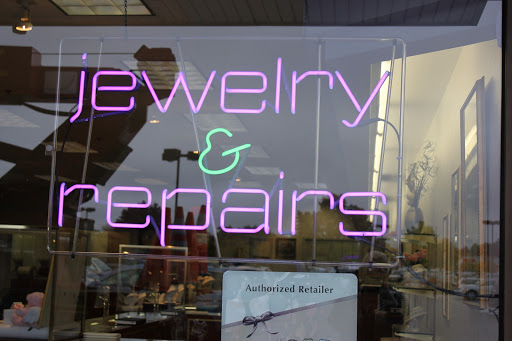 jewelry
&
repairs
Authorized Retailer